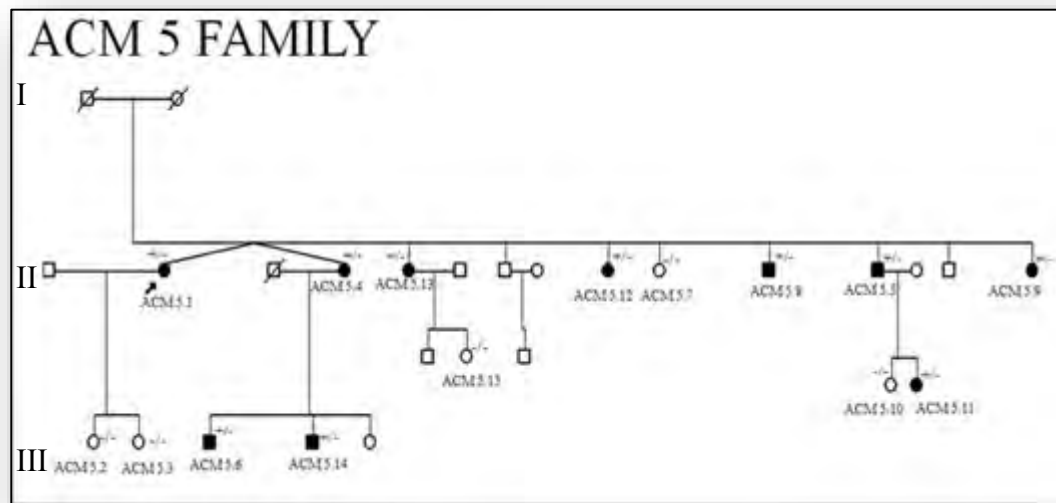 ACM 5 FAMILY
I
II
+/- +/- +/- +/- -/- +/- +/- +/-
ACM 5.1 ACM 5.4 ACM 5.13 ACM 5.12 ACM 5.7 ACM 5.8 ACM 5.5 ACM 5.9
-/-
ACM 5.13
-/- +/-
ACM 5.10 ACM 5.11
III
-/- -/- +/- +/-
ACM 5.2 ACM 5.3 ACM 5.6 ACM 5.14